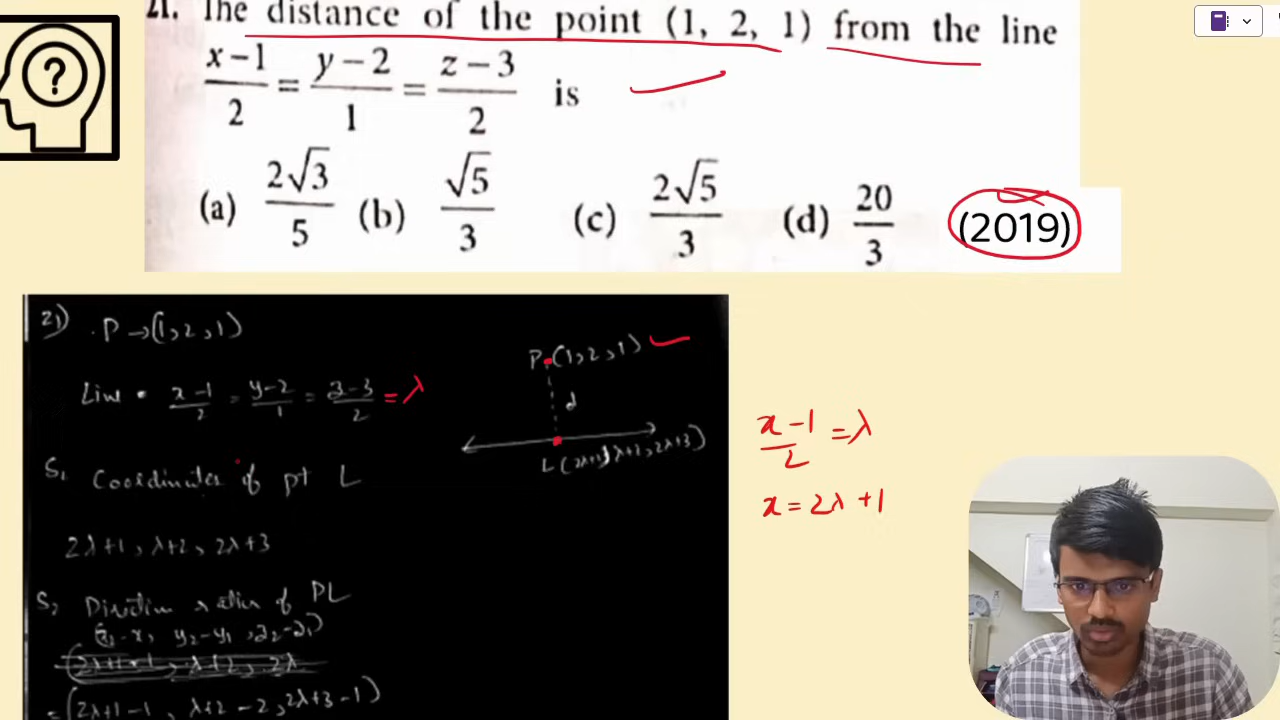 21. The distance of the point (1, 2, 1) from the line
x-1/2 = y-2/1 = z-3/2 is
(a) 2√3/5 (b) √5/3 (c) 2√5/3 (d) 20/3 (2019)
21) .P→(1,2,1)
Line = x-1/2 = y-2/1 = z-3/2 = λ
P(1,2,1)
d
L(2λ+1, λ+2, 2λ+3)
S1 Coordinates of pt L
2λ+1, λ+2, 2λ+3
S2 Direction ratios of PL
y2-y1, z2-z1)
= (2λ+1-1, λ+2-2, 2λ+3-1)
x-1/2 = λ
x = 2λ+1
?